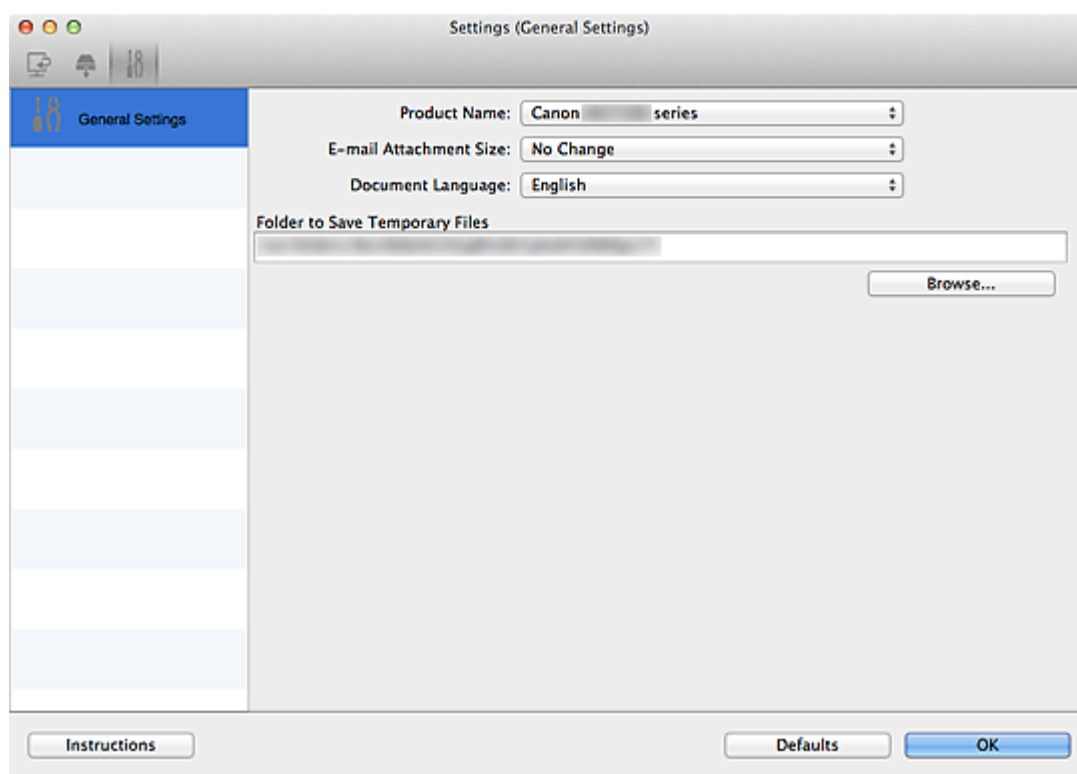 Settings (General Settings)
General Settings
Product Name: Canon series
E-mail Attachment Size: No Change
Document Language: English
Folder to Save Temporary Files
Browse...
Instructions
Defaults
OK